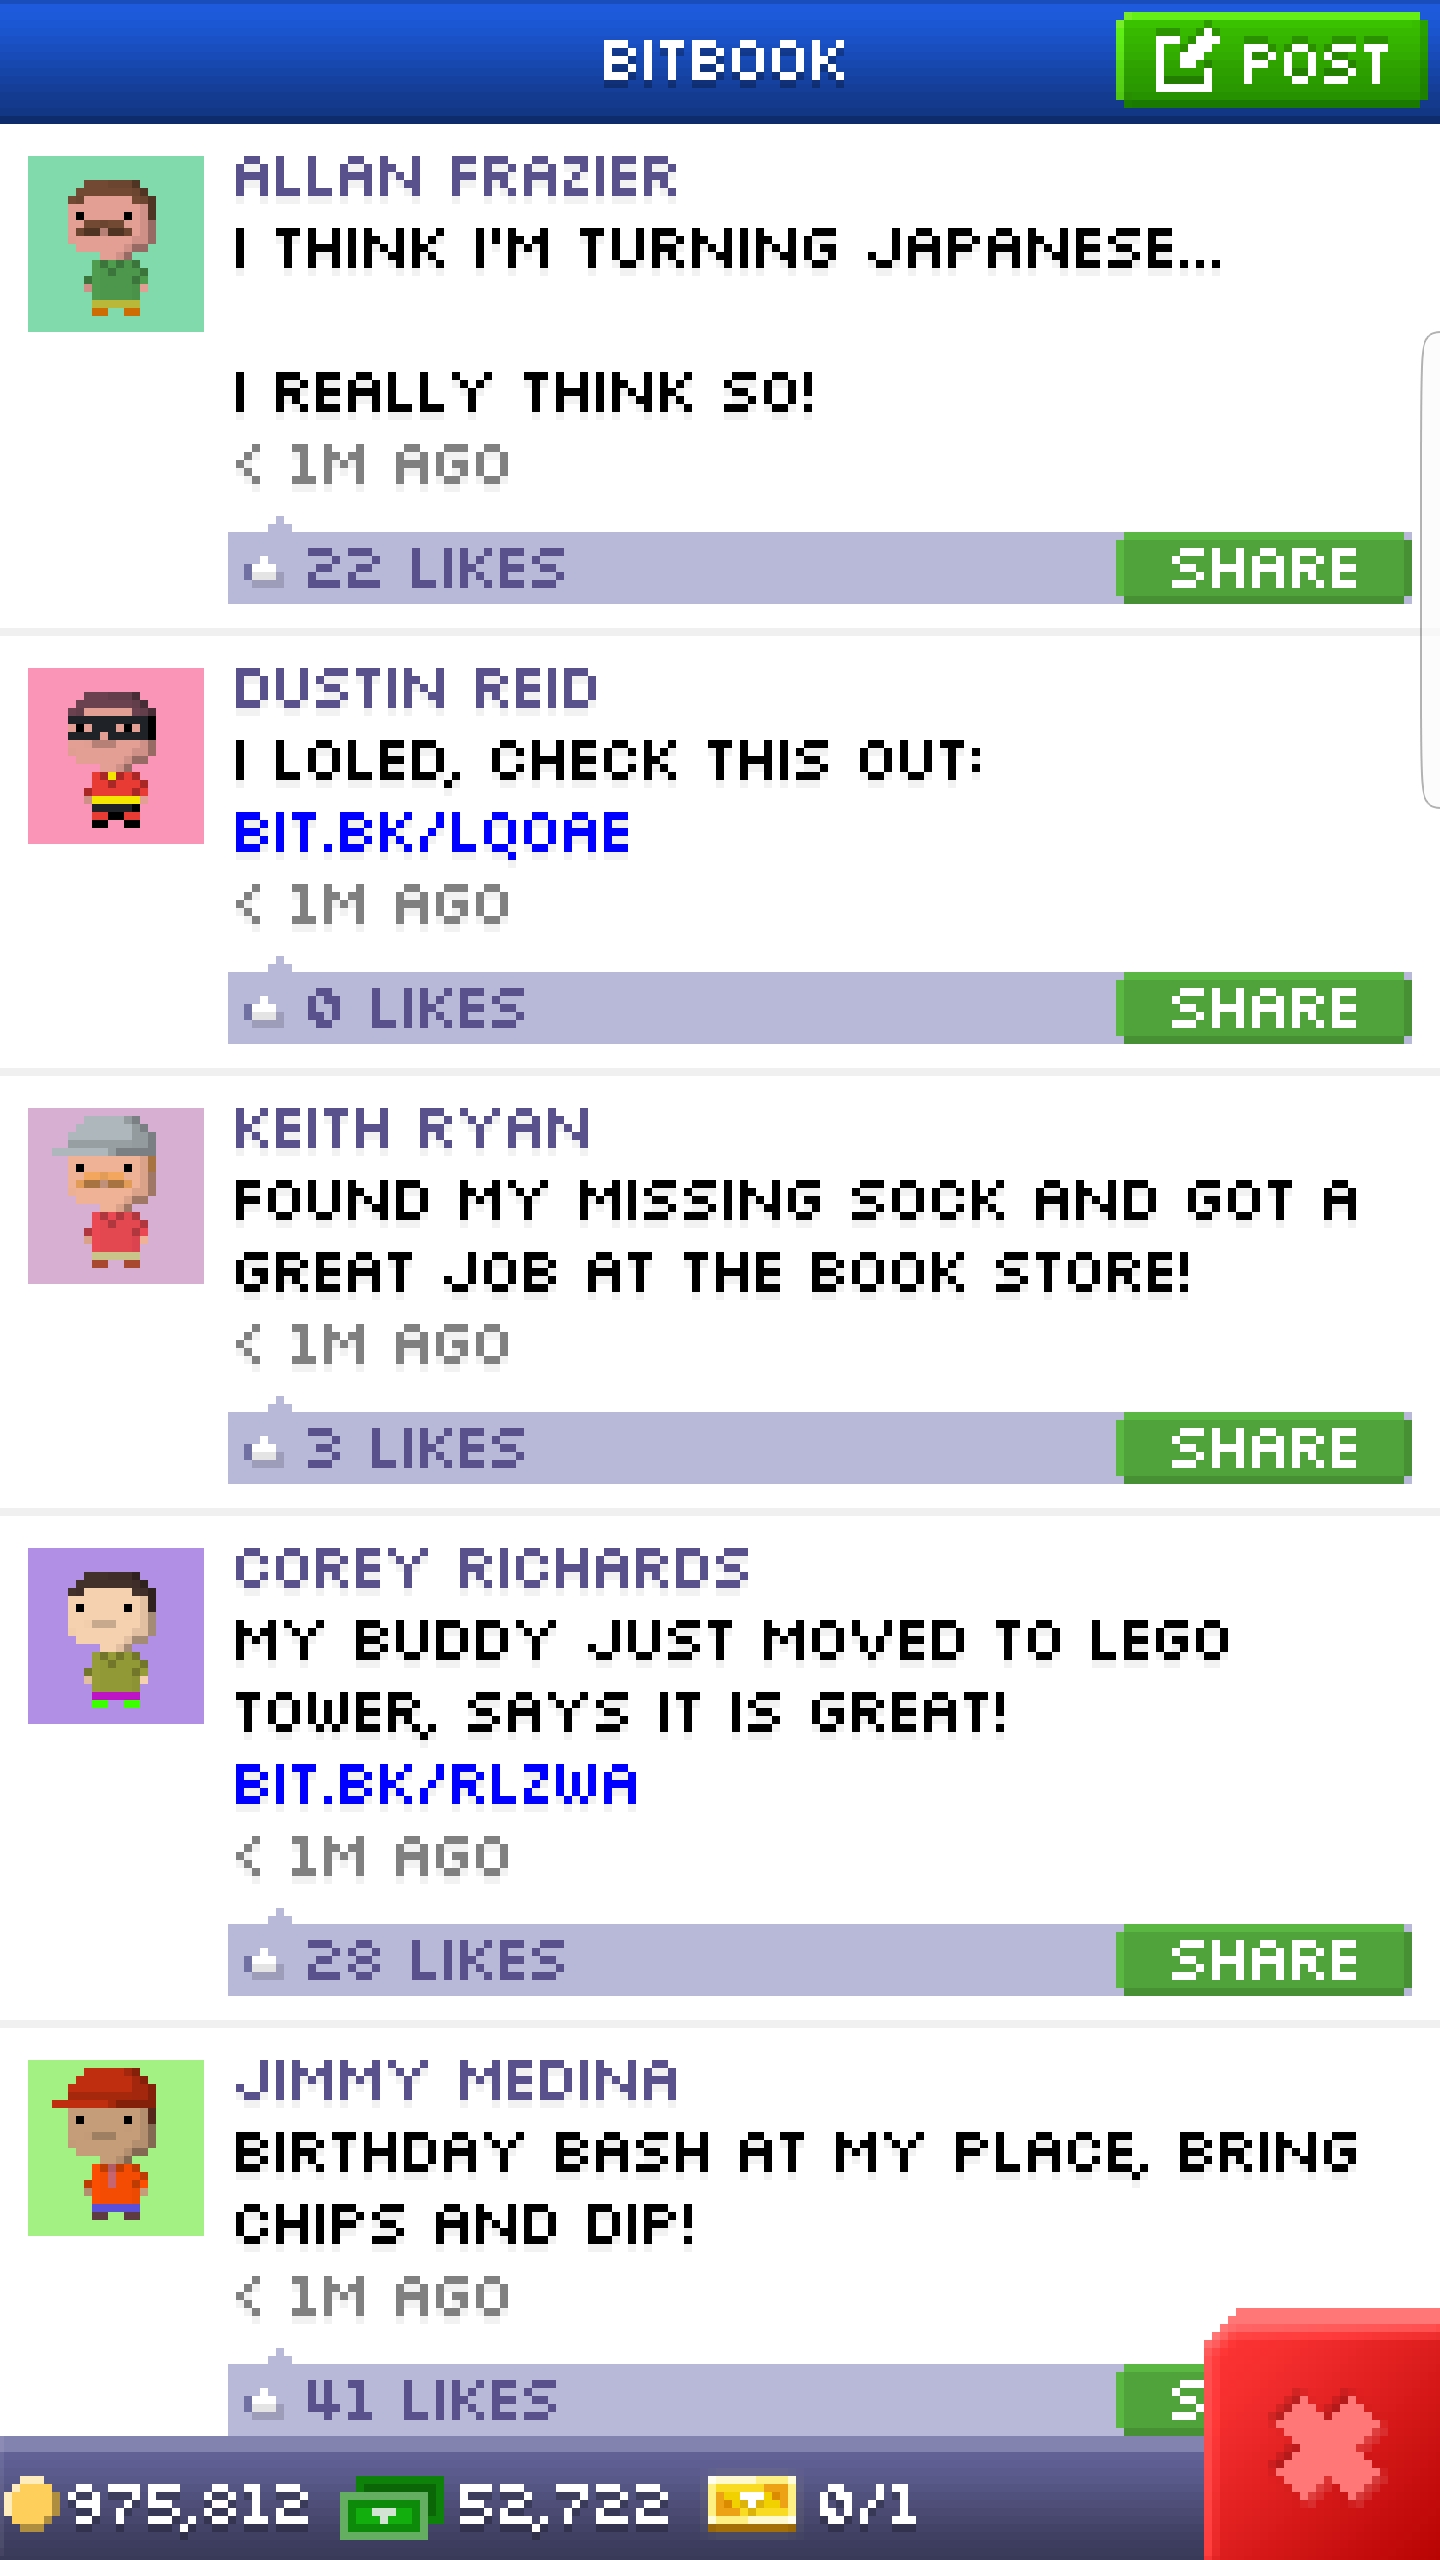 BITBOOK
POST
ALLAN FRAZIER
I THINK I'M TURNING JAPANESE...
I REALLY THINK SO!
< 1M AGO
22 LIKES
SHARE
DUSTIN REID
I LOLED, CHECK THIS OUT:
BIT.BK/LQOAE
< 1M AGO
0 LIKES
SHARE
KEITH RYAN
FOUND MY MISSING SOCK AND GOT A
GREAT JOB AT THE BOOK STORE!
< 1M AGO
3 LIKES
SHARE
COREY RICHARDS
MY BUDDY JUST MOVED TO LEGO
TOWER, SAYS IT IS GREAT!
BIT.BK/RLZWA
< 1M AGO
28 LIKES
SHARE
JIMMY MEDINA
BIRTHDAY BASH AT MY PLACE, BRING
CHIPS AND DIP!
< 1M AGO
41 LIKES
S
975,812
52,722
0/1